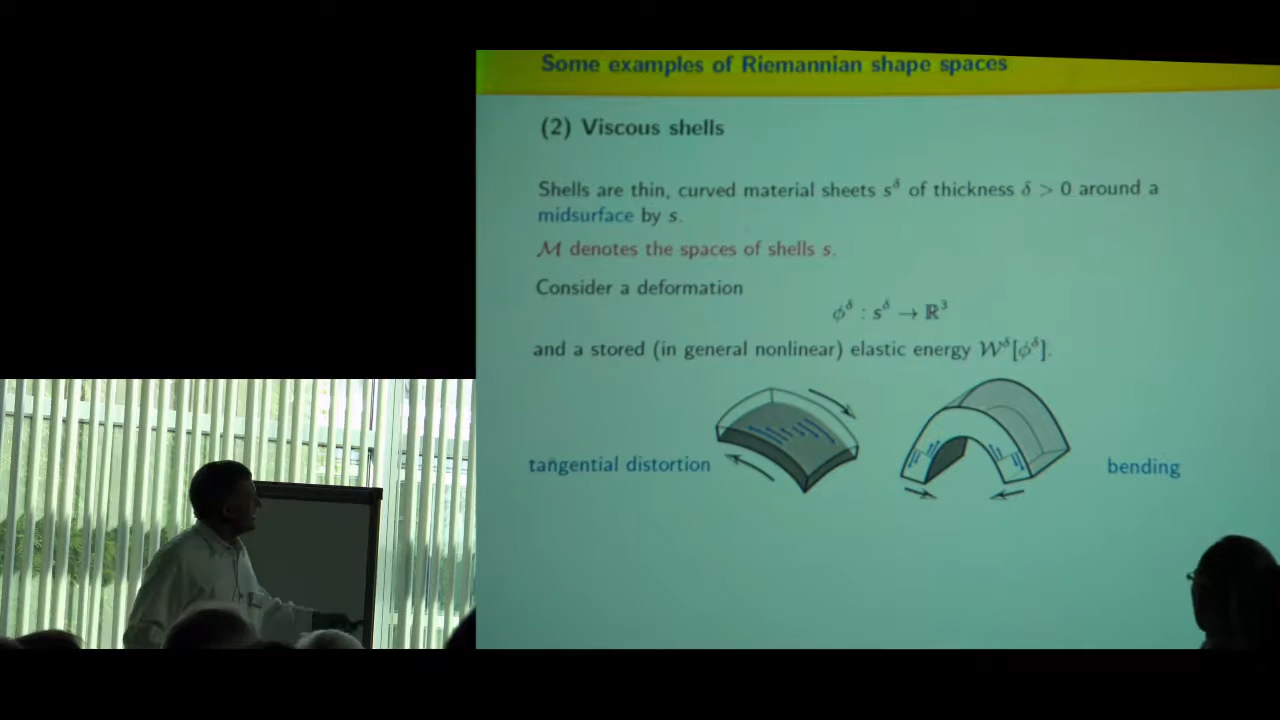 Some examples of Riemannian shape spaces
(2) Viscous shells
Shells are thin, curved material sheets s^δ of thickness δ > 0 around a
midsurface by s.
ℳ denotes the spaces of shells s.
Consider a deformation
ϕ^δ : s^δ → ℝ^3
and a stored (in general nonlinear) elastic energy 𝒲^δ[ϕ^δ].
tangential distortion
bending